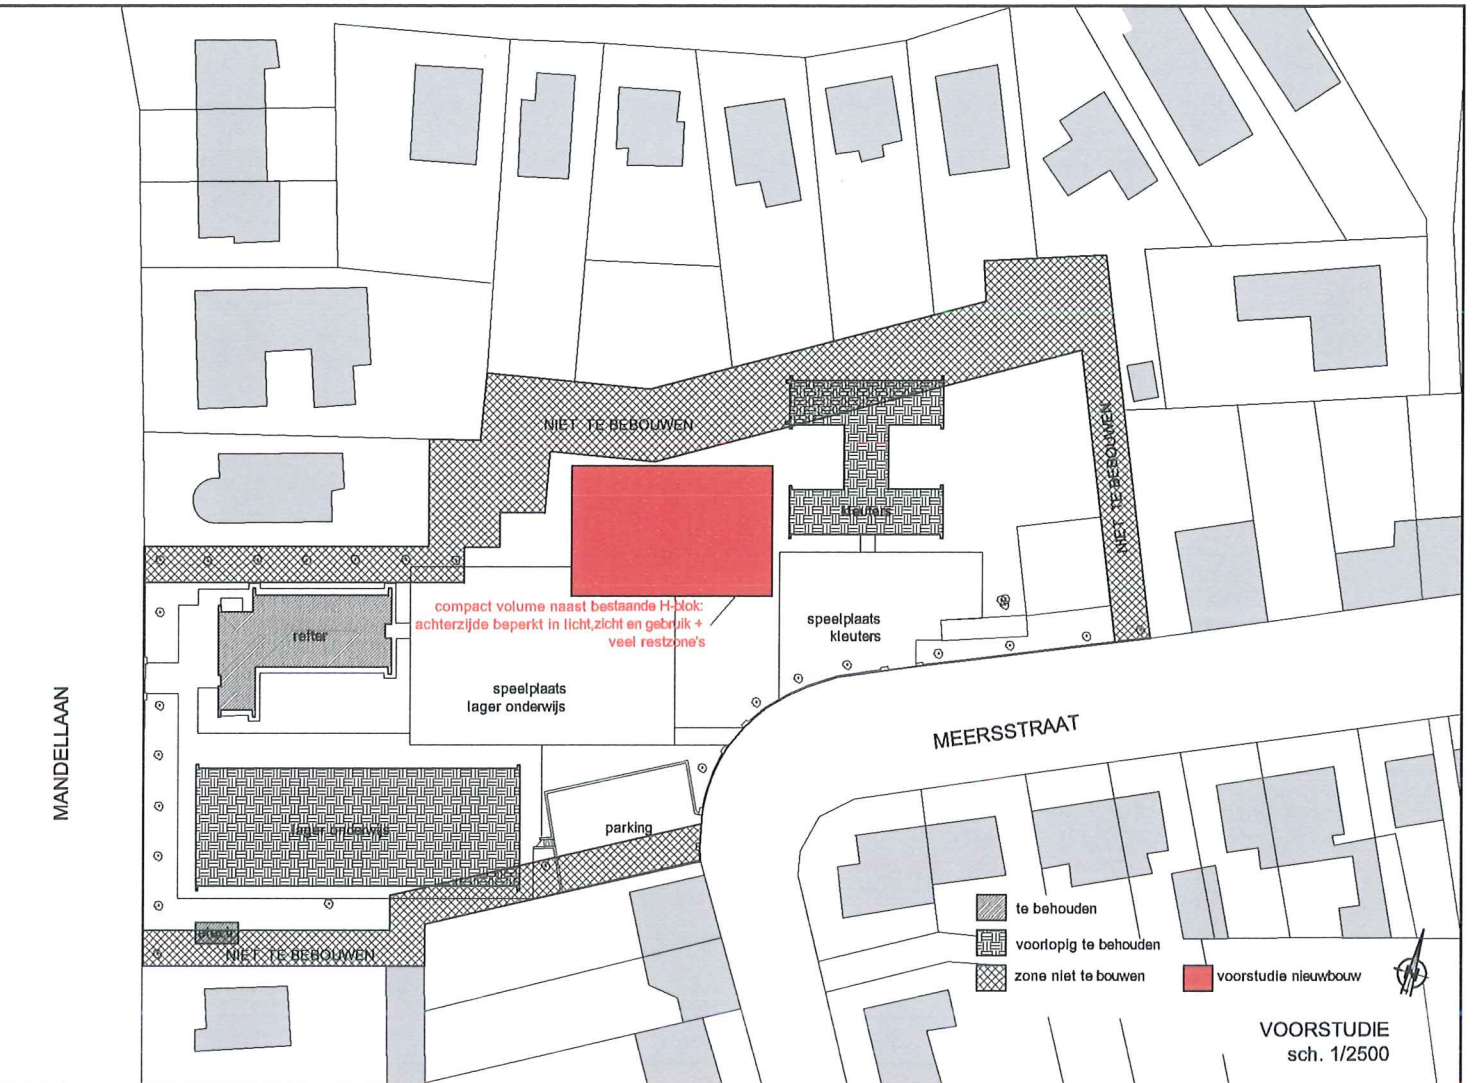 NIET TE BEBOUWEN
NIET TE BEBOUWEN
kleuters
compact volume naast bestaande H-blok:
achterzijde beperkt in licht,zicht en gebruik +
veel restzone's
speelplaats
kleuters
refter
speelplaats
lager onderwijs
MANDELLAAN
MEERSSTRAAT
parking
lager onderwijs
NIET TE BEBOUWEN
te behouden
voorlopig te behouden
zone niet te bouwen
voorstudie nieuwbouw
N
VOORSTUDIE
sch. 1/2500